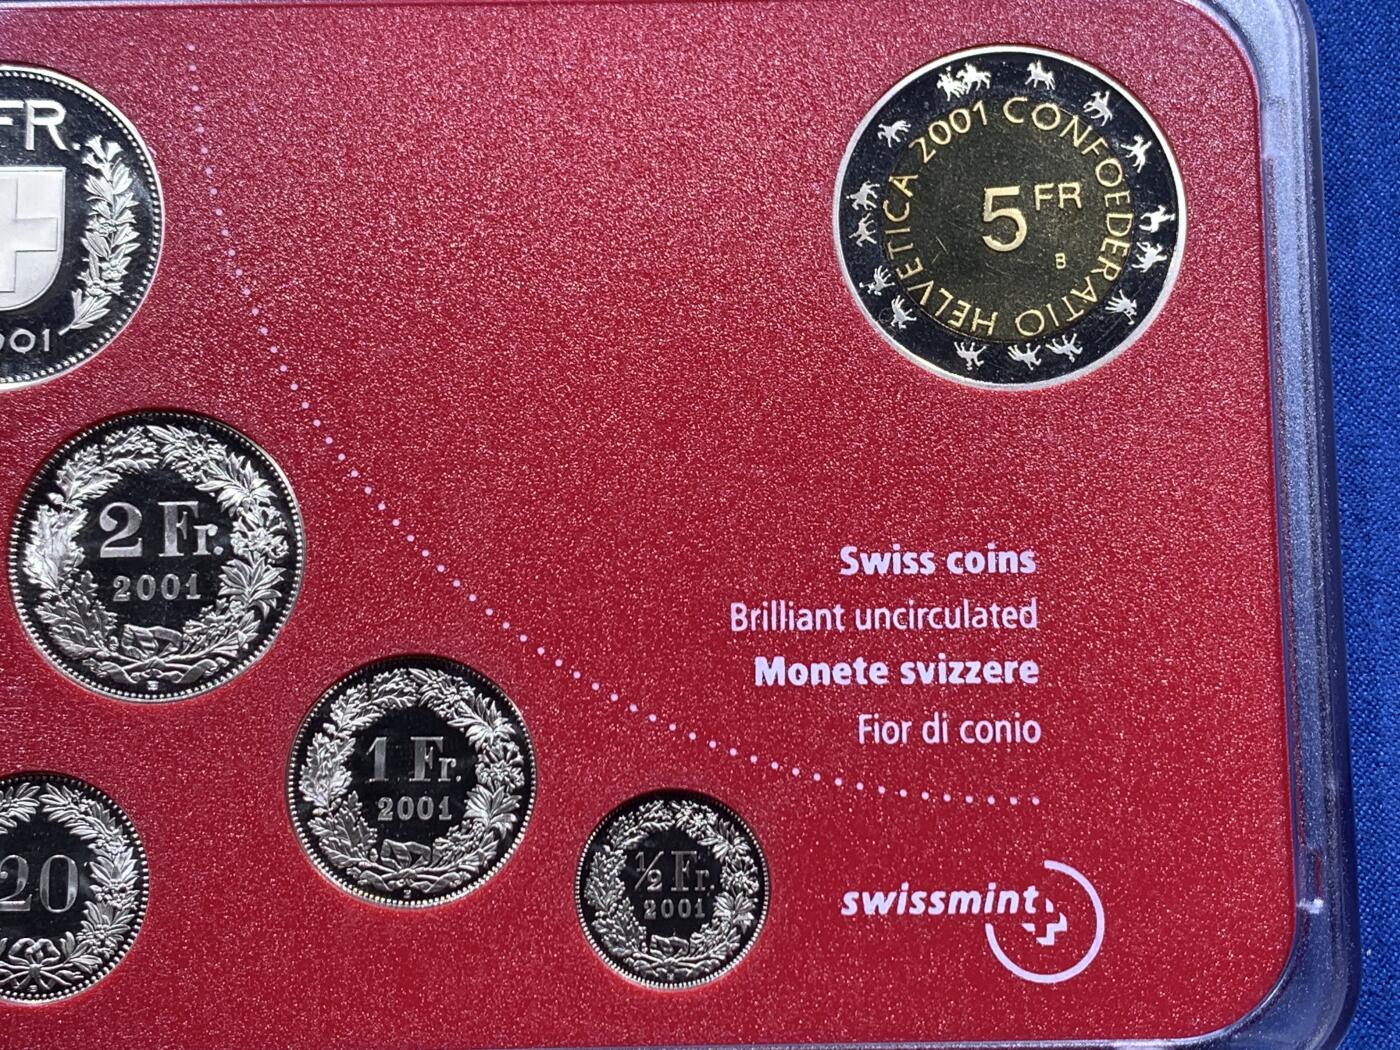 FR.
2001 CONFOEDERATIO HELVETICA
5 FR
B
2 Fr.
2001
Swiss coins
Brilliant uncirculated
Monete svizzere
Fior di conio
1 Fr.
2001
20
½ Fr.
2001
swissmint